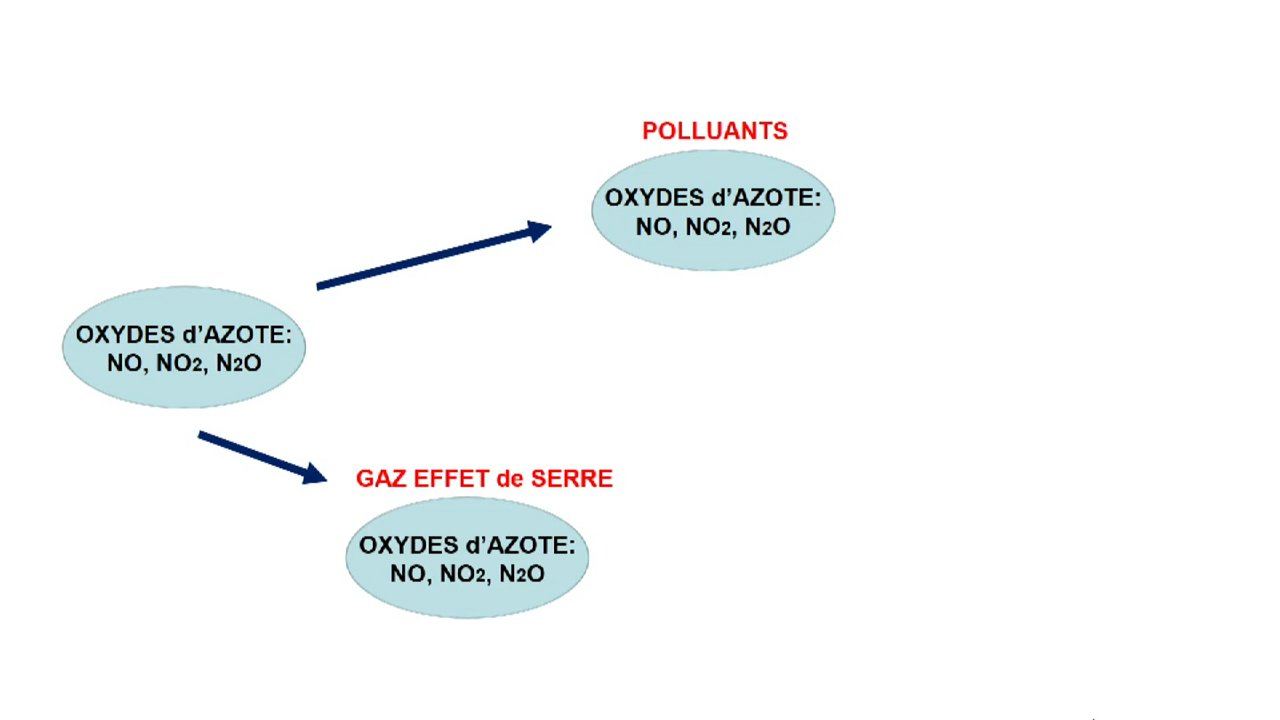 POLLUANTS
OXYDES d’AZOTE:
NO, NO2, N2O
OXYDES d’AZOTE:
NO, NO2, N2O
GAZ EFFET de SERRE
OXYDES d’AZOTE:
NO, NO2, N2O